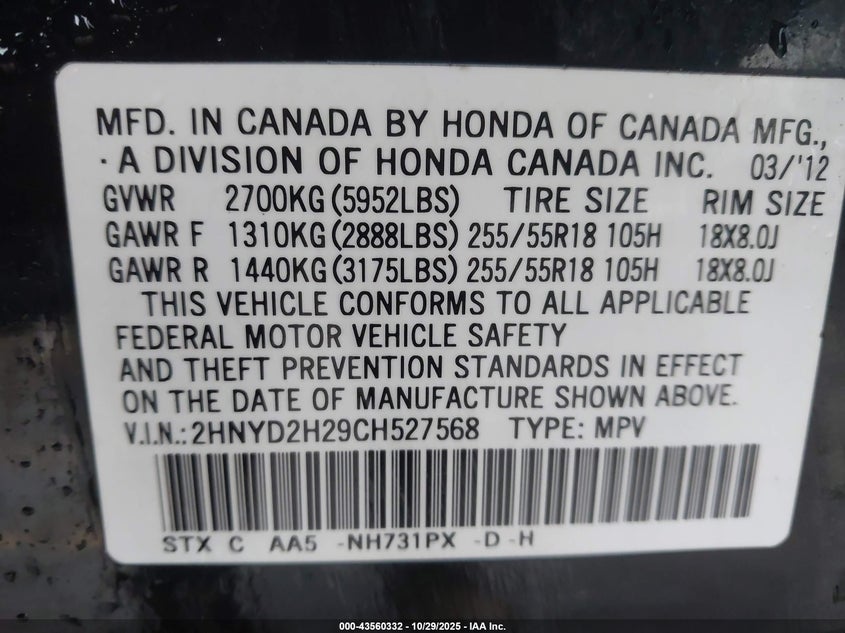 MFD. IN CANADA BY HONDA OF CANADA MFG.,
· A DIVISION OF HONDA CANADA INC. 03/'12
GVWR 2700KG (5952LBS) TIRE SIZE RIM SIZE
GAWR F 1310KG (2888LBS) 255/55R18 105H 18X8.0J
GAWR R 1440KG (3175LBS) 255/55R18 105H 18X8.0J
THIS VEHICLE CONFORMS TO ALL APPLICABLE
FEDERAL MOTOR VEHICLE SAFETY
AND THEFT PREVENTION STANDARDS IN EFFECT
ON THE DATE OF MANUFACTURE SHOWN ABOVE.
V.I.N.:2HNYD2H29CH527568 TYPE: MPV
STX C AA5 -NH731PX -D -H
000-43560332 - 10/29/2025 - IAA Inc.